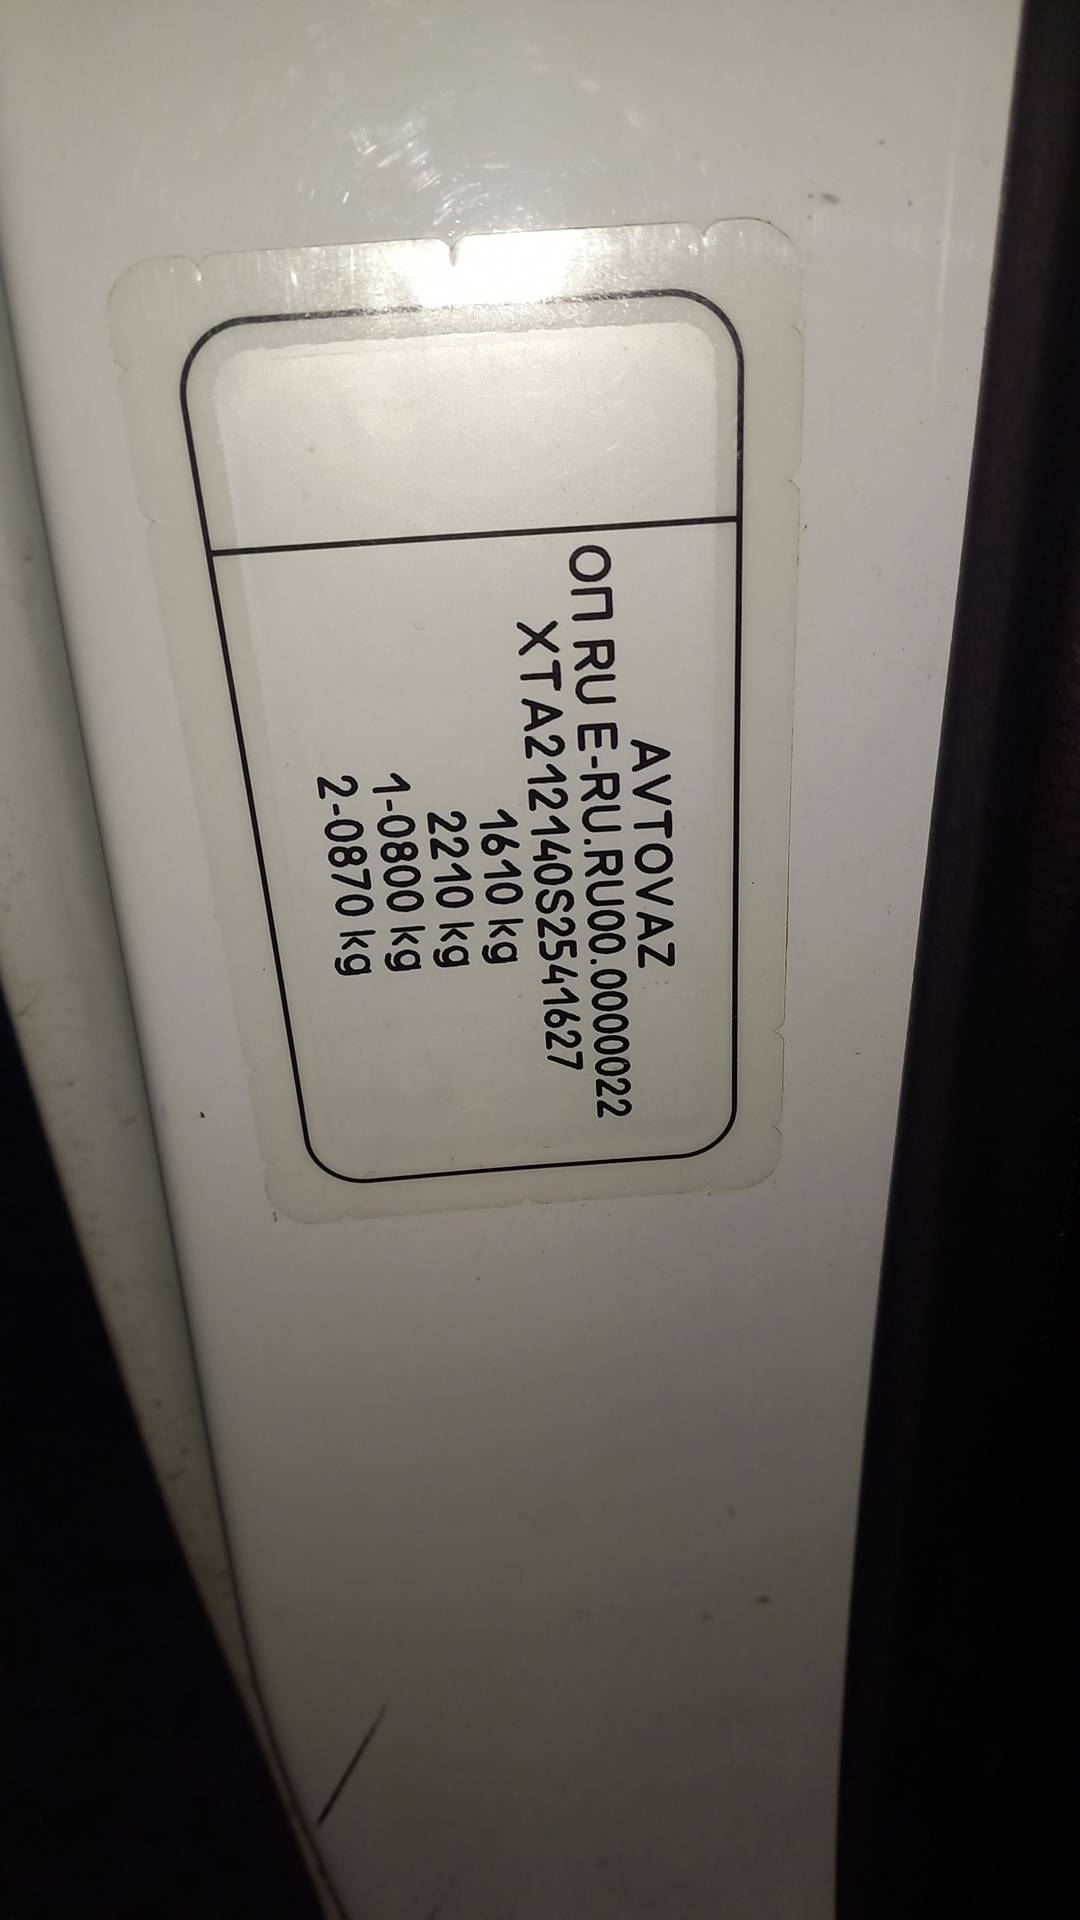 AVTOVAZ
ОП RU E-RU.RU00.0000022
XTA212140S2541627
1610 kg
2210 kg
1-0800 kg
2-0870 kg